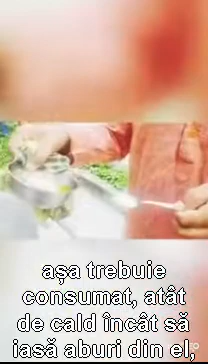 așa trebuie
consumat, atât
de cald încât să
iasă aburi din el,